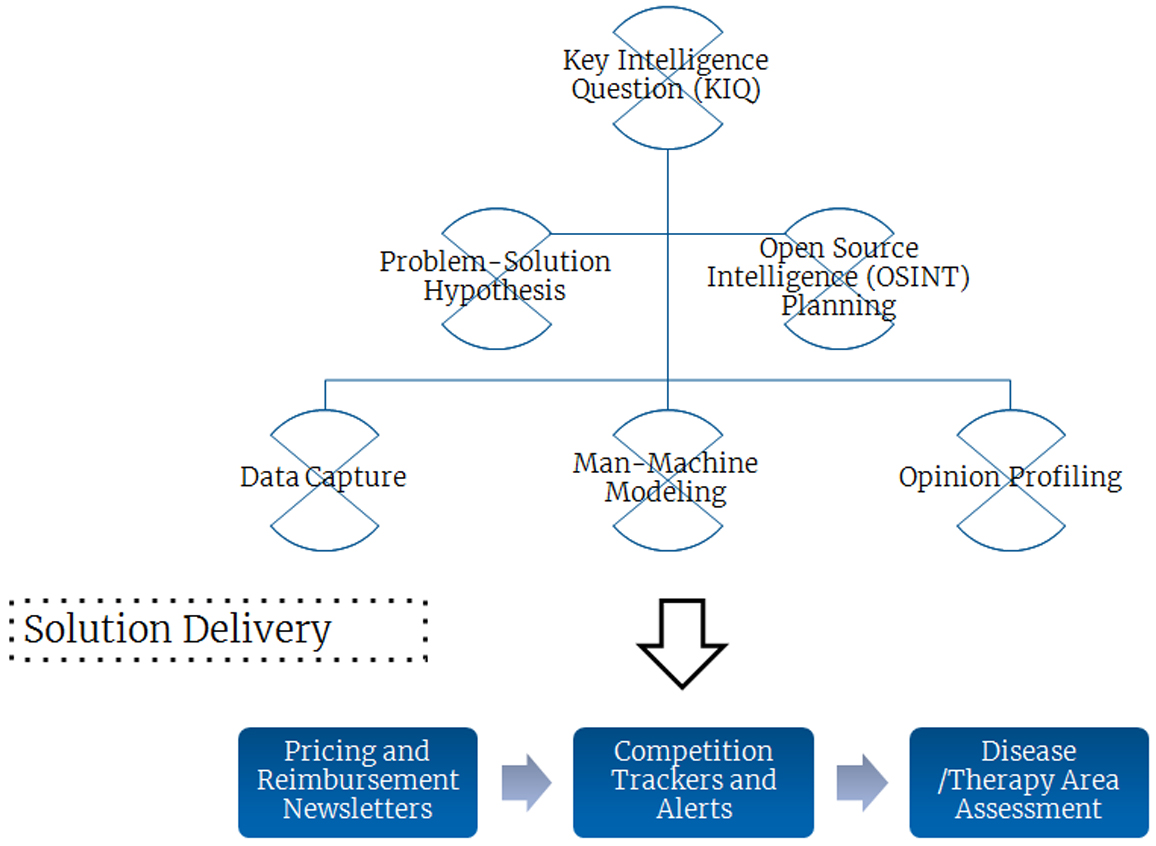 Key Intelligence
Question (KIQ)
Problem-Solution
Hypothesis
Open Source
Intelligence (OSINT)
Planning
Data Capture
Man-Machine
Modeling
Opinion Profiling
Solution Delivery
Pricing and
Reimbursement
Newsletters
Competition
Trackers and
Alerts
Disease
/Therapy Area
Assessment